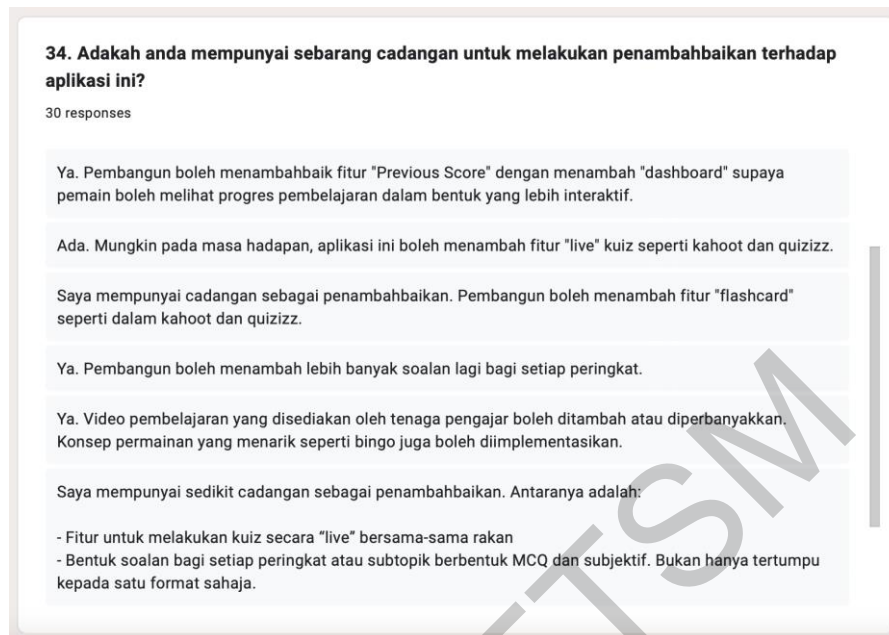 34. Adakah anda mempunyai sebarang cadangan untuk melakukan penambahbaikan terhadap
aplikasi ini?
30 responses
Ya. Pembangun boleh menambahbaik fitur "Previous Score" dengan menambah "dashboard" supaya
pemain boleh melihat progres pembelajaran dalam bentuk yang lebih interaktif.
Ada. Mungkin pada masa hadapan, aplikasi ini boleh menambah fitur "live" kuiz seperti kahoot dan quizizz.
Saya mempunyai cadangan sebagai penambahbaikan. Pembangun boleh menambah fitur "flashcard"
seperti dalam kahoot dan quizizz.
Ya. Pembangun boleh menambah lebih banyak soalan lagi bagi setiap peringkat.
Ya. Video pembelajaran yang disediakan oleh tenaga pengajar boleh ditambah atau diperbanyakkan.
Konsep permainan yang menarik seperti bingo juga boleh diimplementasikan.
Saya mempunyai sedikit cadangan sebagai penambahbaikan. Antaranya adalah:
- Fitur untuk melakukan kuiz secara “live” bersama-sama rakan
- Bentuk soalan bagi setiap peringkat atau subtopik berbentuk MCQ dan subjektif. Bukan hanya tertumpu
kepada satu format sahaja.
FTSM